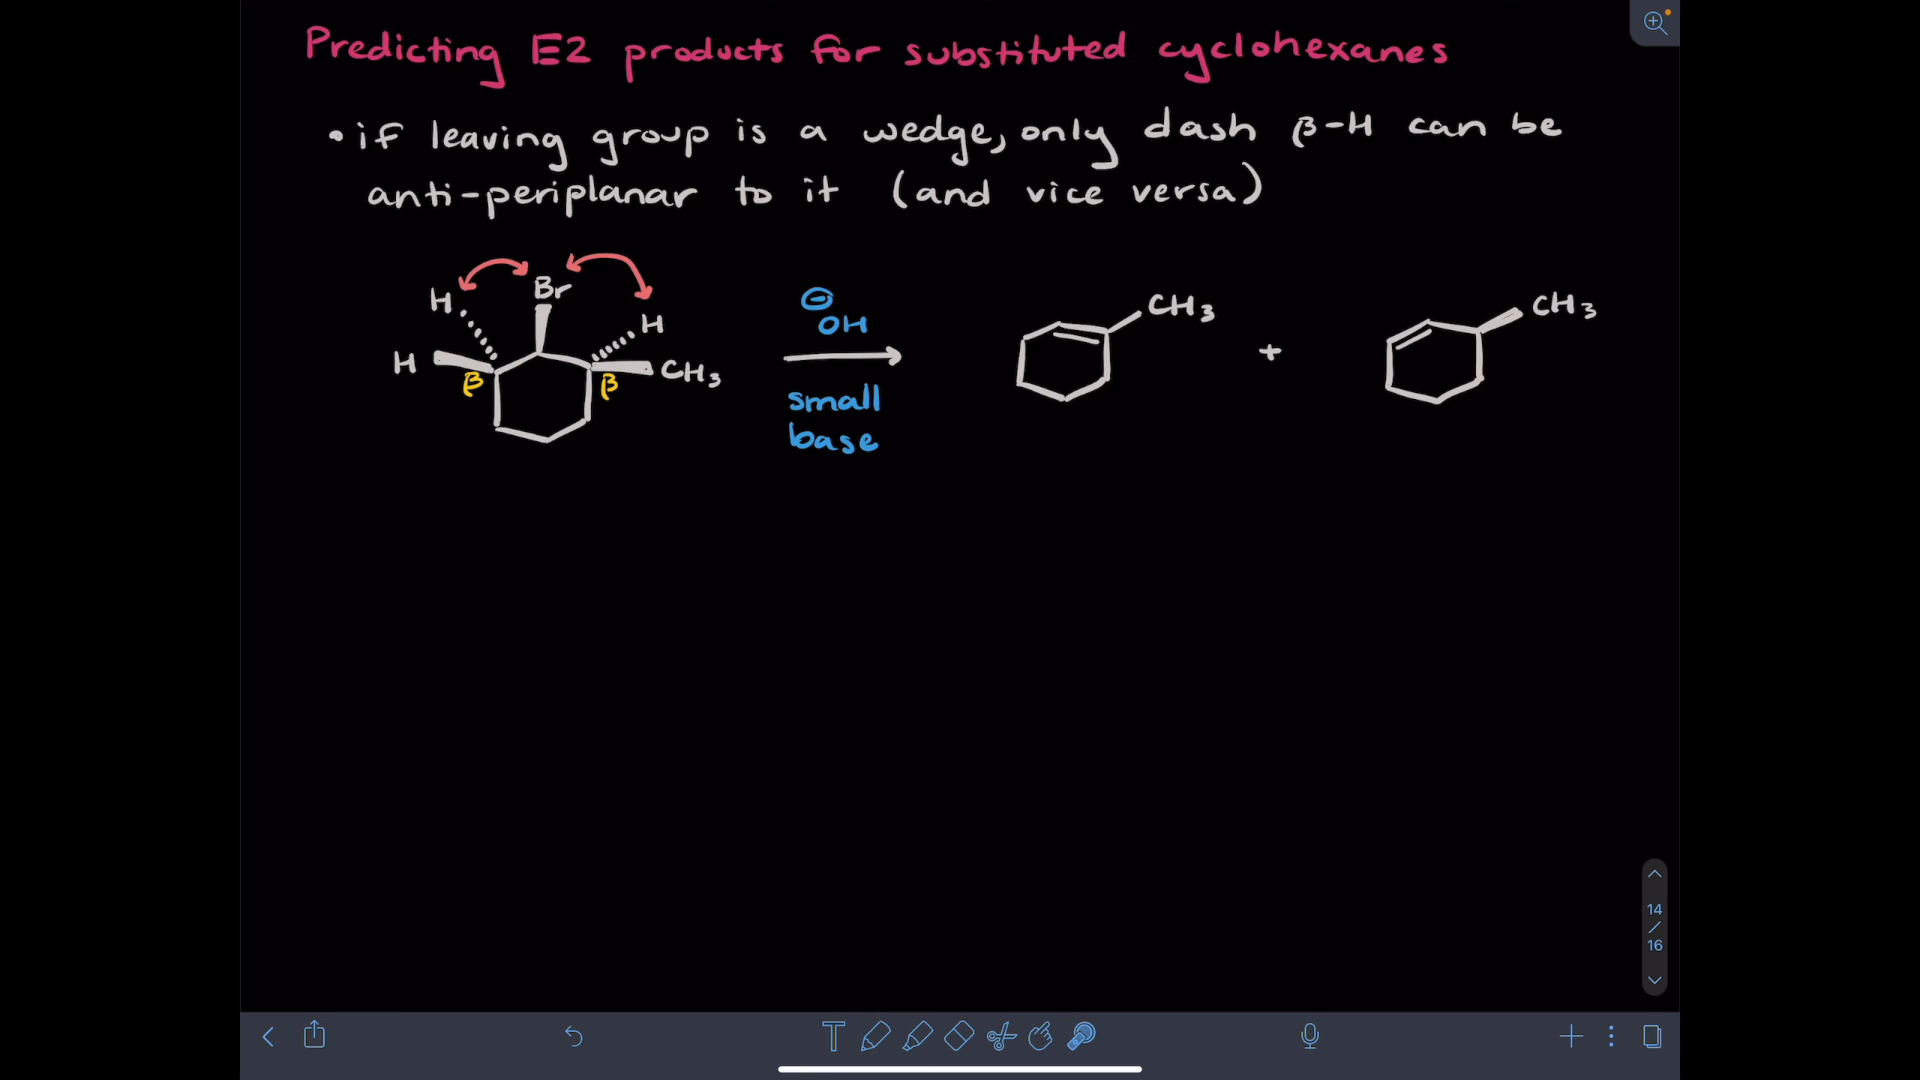 Predicting E2 products for substituted cyclohexanes
• if leaving group is a wedge, only dash β-H can be
anti-periplanar to it (and vice versa)
H Br H
H β β CH3
⊖
OH
small
base
CH3
+
CH3
14
/
16
T